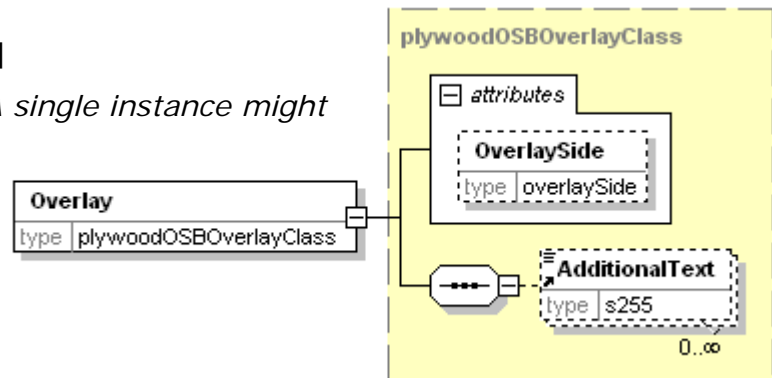 plywoodOSBOverlayClass
attributes
single instance might
OverlaySide
type overlaySide
Overlay
type plywoodOSBOverlayClass
AdditionalText
type s255
0..∞